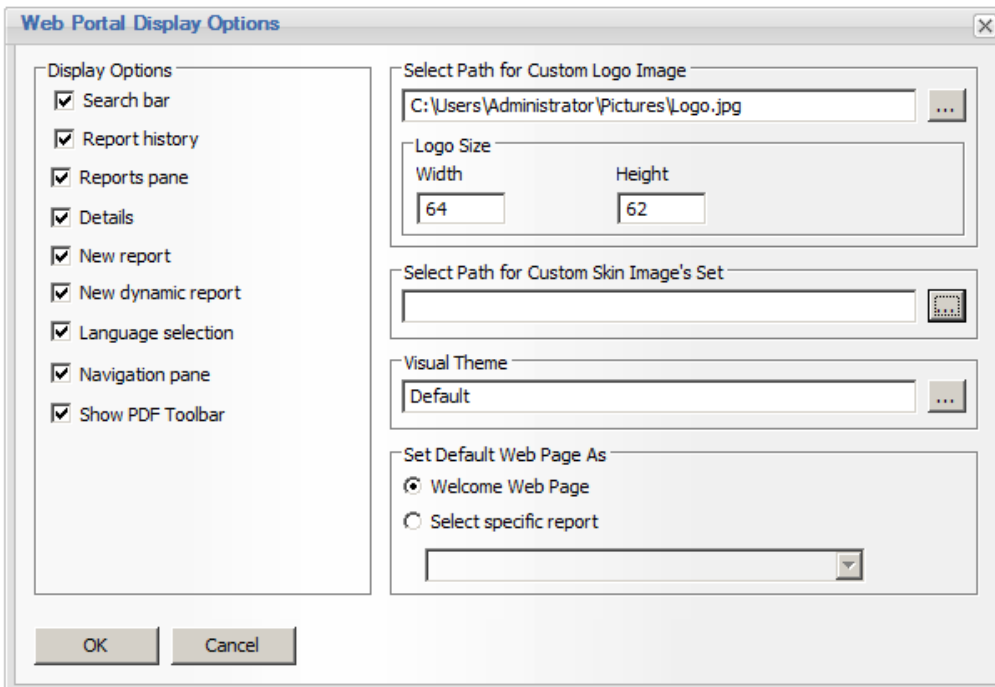 Web Portal Display Options
Display Options
Search bar
Report history
Reports pane
Details
New report
New dynamic report
Language selection
Navigation pane
Show PDF Toolbar
Select Path for Custom Logo Image
C:\Users\Administrator\Pictures\Logo.jpg
...
Logo Size
Width Height
64 62
Select Path for Custom Skin Image's Set
...
Visual Theme
Default
...
Set Default Web Page As
Welcome Web Page
Select specific report
OK Cancel